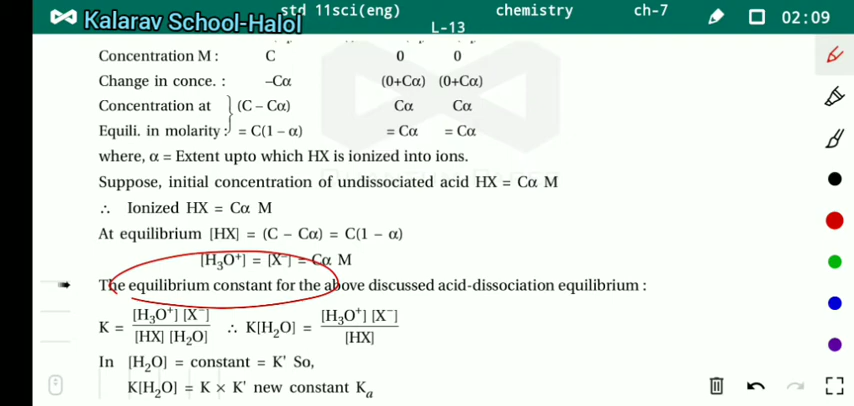 Kalarav School-Halol std 11sci(eng) chemistry ch-7 02:09
L-13
Concentration M : C 0 0
Change in conce. : –Cα (0+Cα) (0+Cα)
Concentration at } (C – Cα) Cα Cα
Equili. in molarity : = C(1 – α) = Cα = Cα
where, α = Extent upto which HX is ionized into ions.
Suppose, initial concentration of undissociated acid HX = Cα M
∴ Ionized HX = Cα M
At equilibrium [HX] = (C – Cα) = C(1 – α)
[H₃O⁺] = [X⁻] = Cα M
The equilibrium constant for the above discussed acid-dissociation equilibrium :
K = [H₃O⁺] [X⁻] / [HX] [H₂O] ∴ K[H₂O] = [H₃O⁺] [X⁻] / [HX]
In [H₂O] = constant = K' So,
K[H₂O] = K × K' new constant Kₐ